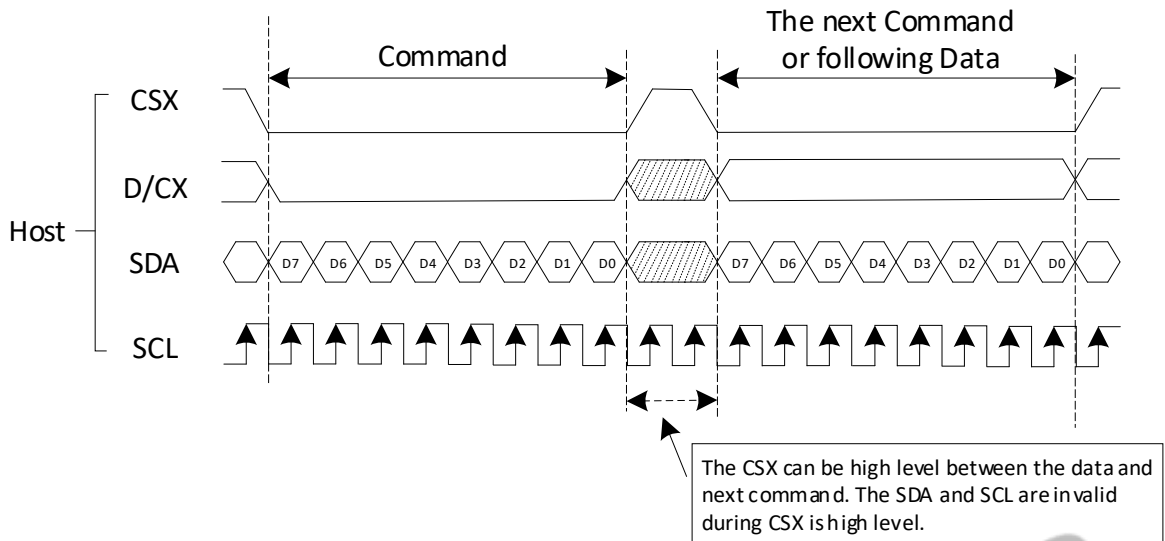 The next Command
or following Data
Command
CSX
D/CX
Host
SDA
D7 D6 D5 D4 D3 D2 D1 D0 D7 D6 D5 D4 D3 D2 D1 D0
SCL
The CSX can be high level between the data and
next command. The SDA and SCL are invalid
during CSX is high level.